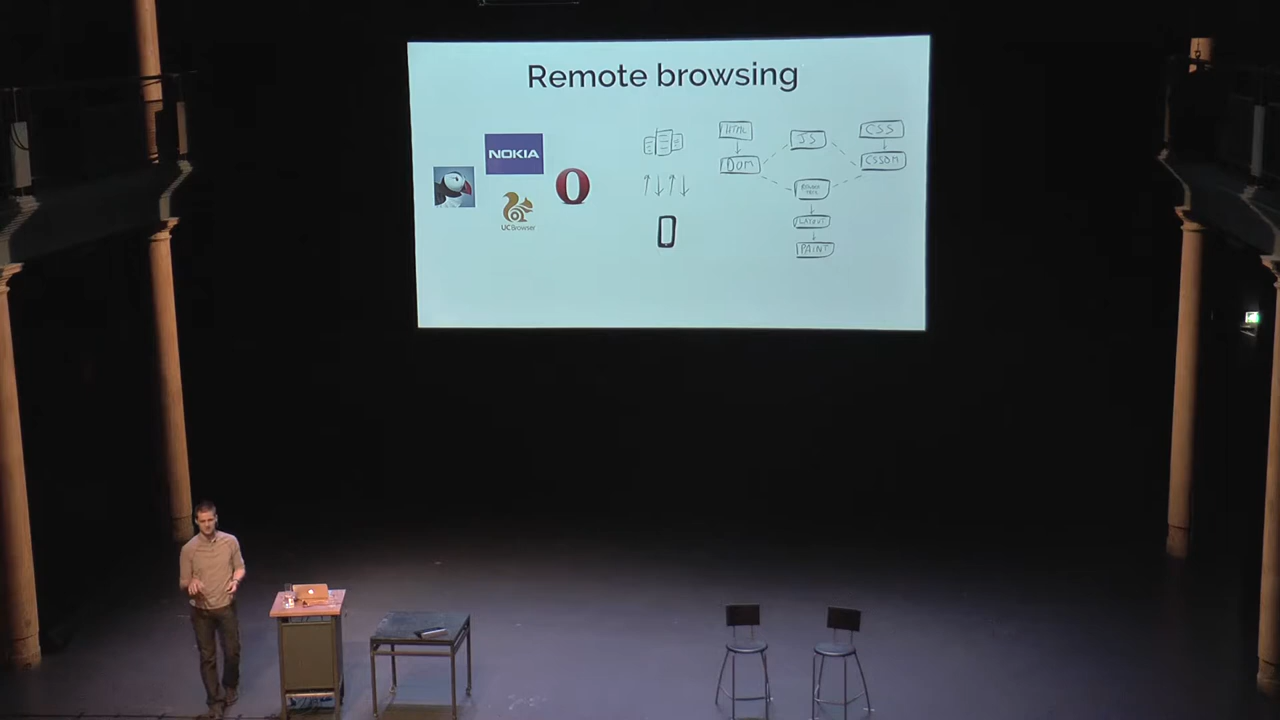 Remote browsing
NOKIA
UC Browser
HTML
JS
CSS
DOM
CSSOM
LAYOUT
PAINT